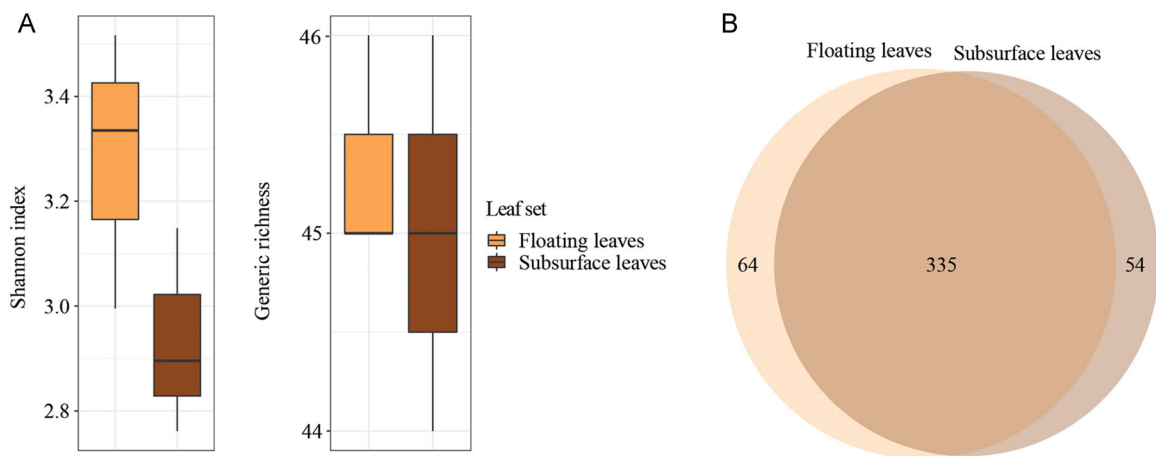 A
Shannon index
3.4
3.2
3.0
2.8
Generic richness
46
45
44
Leaf set
Floating leaves
Subsurface leaves
B
Floating leaves
Subsurface leaves
64
335
54